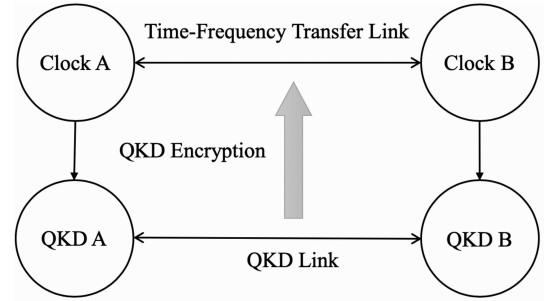 Time-Frequency Transfer Link
Clock A
Clock B
QKD Encryption
QKD A
QKD B
QKD Link